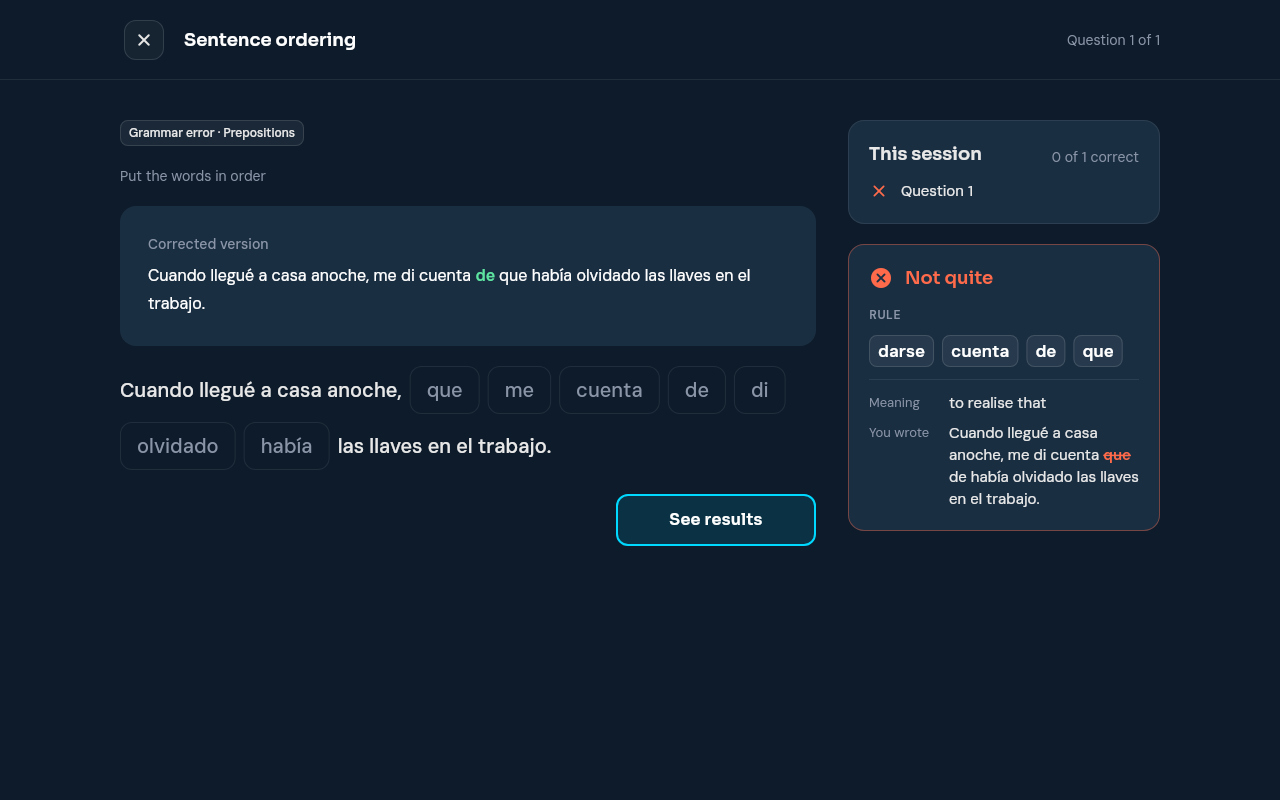 Sentence ordering
Question 1 of 1
Grammar error · Prepositions
Put the words in order
Corrected version
Cuando llegué a casa anoche, me di cuenta de que había olvidado las llaves en el
trabajo.
Cuando llegué a casa anoche, que me cuenta de di
olvidado había las llaves en el trabajo.
See results
This session
0 of 1 correct
Question 1
Not quite
RULE
darse cuenta de que
Meaning to realise that
You wrote Cuando llegué a casa
anoche, me di cuenta que
de había olvidado las llaves
en el trabajo.